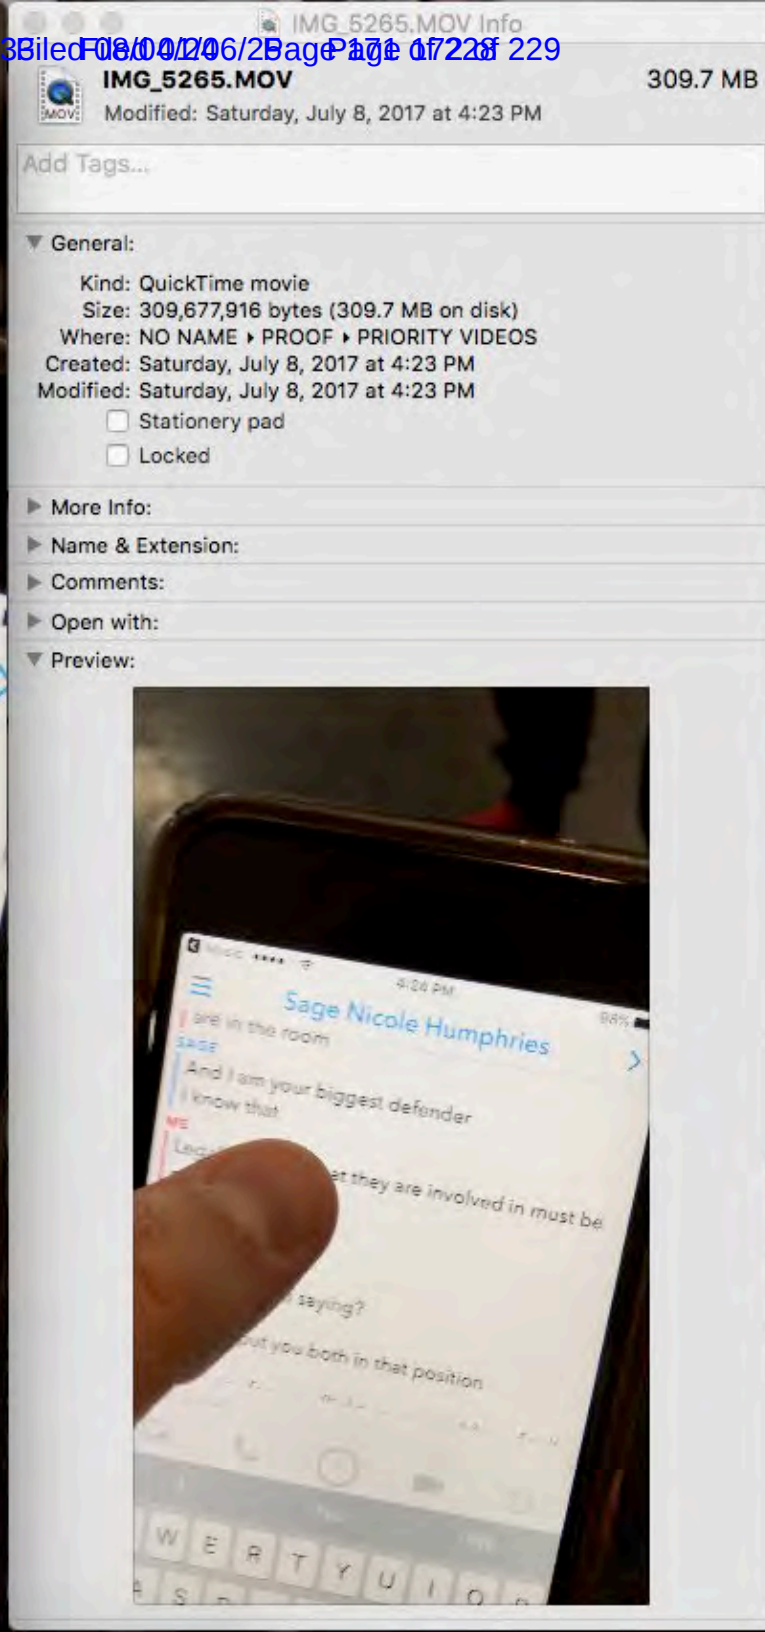 IMG_5265.MOV Info
IMG_5265.MOV 309.7 MB
Modified: Saturday, July 8, 2017 at 4:23 PM
MOV
Add Tags...
General:
Kind: QuickTime movie
Size: 309,677,916 bytes (309.7 MB on disk)
Where: NO NAME ▸ PROOF ▸ PRIORITY VIDEOS
Created: Saturday, July 8, 2017 at 4:23 PM
Modified: Saturday, July 8, 2017 at 4:23 PM
Stationery pad
Locked
More Info:
Name & Extension:
Comments:
Open with:
Preview:
4:24 PM 98%
Sage Nicole Humphries
are in the room
SAGE
And I am your biggest defender
I know that
ME
they are involved in must be
saying?
you both in that position
W E R T Y U I O P
A S D